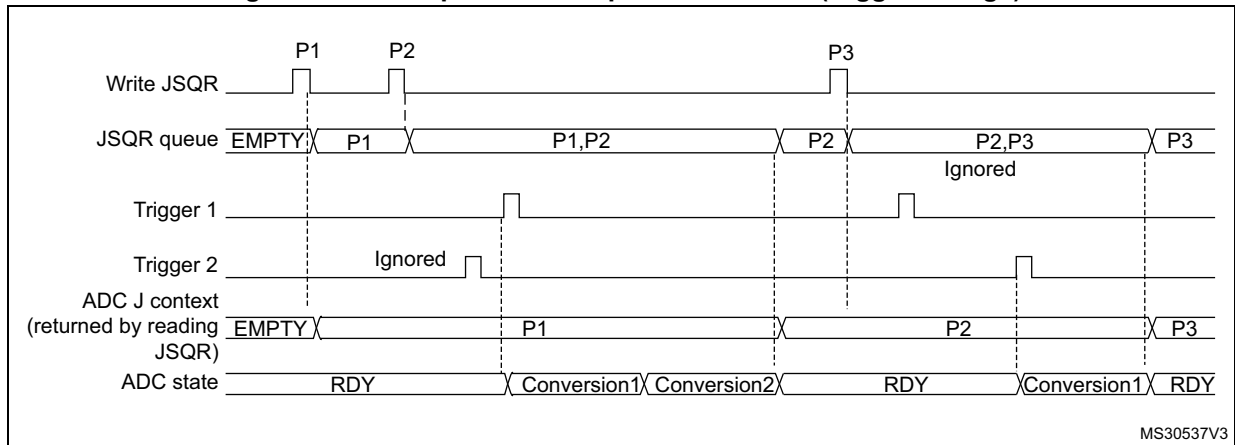 P1 P2 P3
Write JSQR
JSQR queue EMPTY P1 P1,P2 P2 P2,P3 P3
Ignored
Trigger 1
Ignored
Trigger 2
ADC J context
(returned by reading EMPTY P1 P2 P3
JSQR)
ADC state RDY Conversion1 Conversion2 RDY Conversion1 RDY
MS30537V3